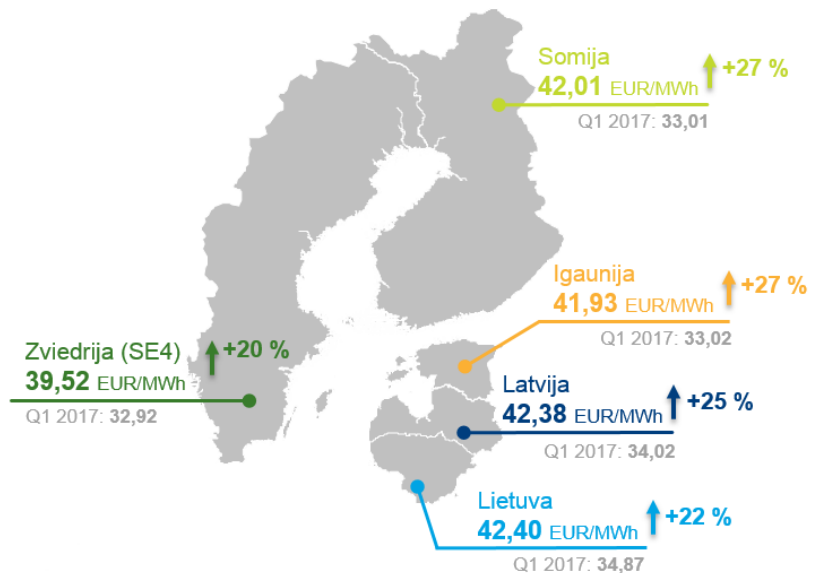 Somija
42,01 EUR/MWh
+27 %
Q1 2017: 33,01
Igaunija
41,93 EUR/MWh
+27 %
Q1 2017: 33,02
Zviedrija (SE4)
39,52 EUR/MWh
+20 %
Q1 2017: 32,92
Latvija
42,38 EUR/MWh
+25 %
Q1 2017: 34,02
Lietuva
42,40 EUR/MWh
+22 %
Q1 2017: 34,87